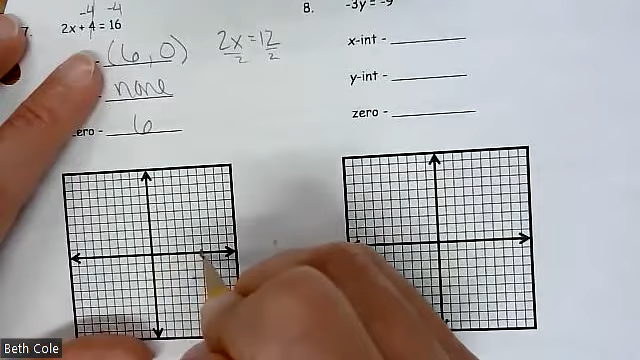 -4 -4
7.
2x + 4 = 16
(6,0)
2x = 12
2 2
none
zero - 6
8.
-3y = -9
x-int -
y-int -
zero -
Beth Cole